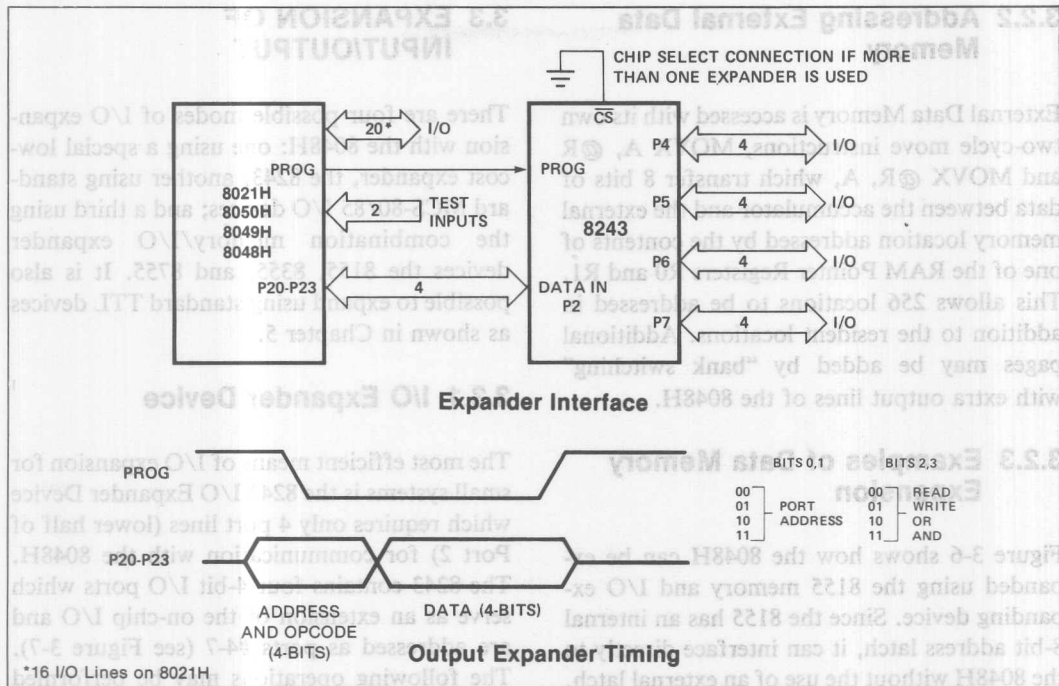 CHIP SELECT CONNECTION IF MORE
THAN ONE EXPANDER IS USED
CS
20* I/O
PROG
PROG
8021H
8050H
8049H
8048H
2 TEST
INPUTS
8243
P20-P23
4
DATA IN
P2
P4 4 I/O
P5 4 I/O
P6 4 I/O
P7 4 I/O
Expander Interface
PROG
P20-P23
ADDRESS
AND OPCODE
(4-BITS)
DATA (4-BITS)
BITS 0,1 BITS 2,3
00 00 READ
01 PORT 01 WRITE
10 ADDRESS 10 OR
11 11 AND
Output Expander Timing
*16 I/O Lines on 8021H